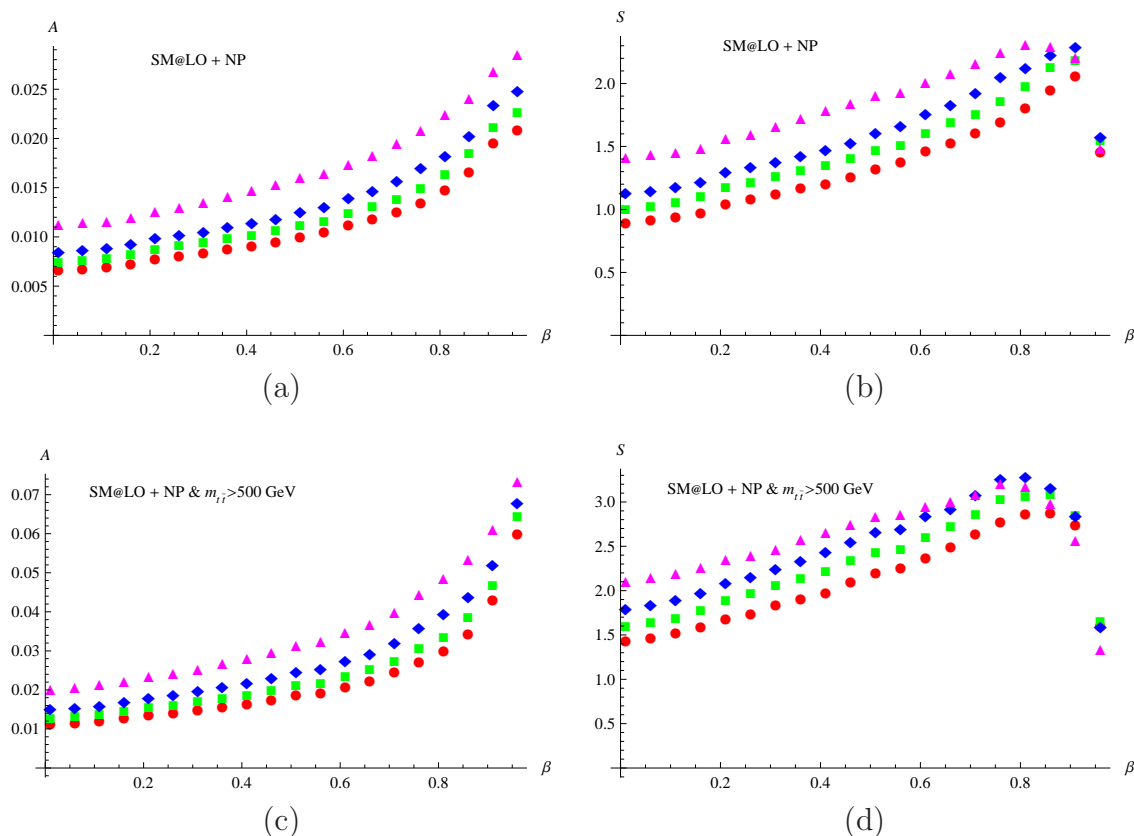 A
SM@LO + NP
0.025
0.020
0.015
0.010
0.005
0.2 0.4 0.6 0.8 β
(a)
S
SM@LO + NP
2.0
1.5
1.0
0.5
0.2 0.4 0.6 0.8 β
(b)
A
SM@LO + NP & m_{t\bar{t}}>500 GeV
0.07
0.06
0.05
0.04
0.03
0.02
0.01
0.2 0.4 0.6 0.8 β
(c)
S
SM@LO + NP & m_{t\bar{t}}>500 GeV
3.0
2.5
2.0
1.5
1.0
0.5
0.2 0.4 0.6 0.8 β
(d)